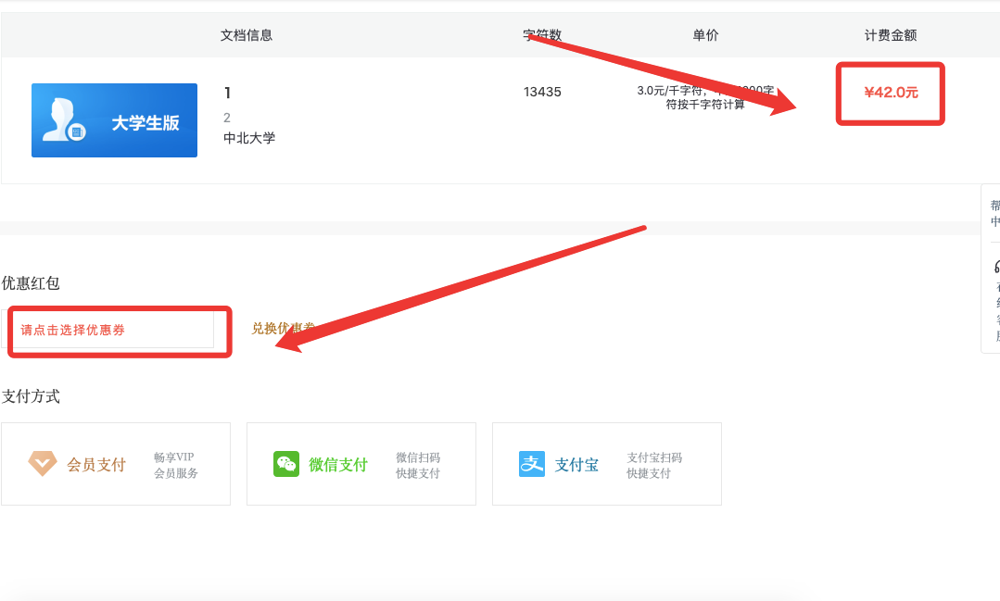 文档信息
字符数
单价
计费金额
大学生版
1
2
中北大学
13435
3.0元/千字符，
000字
符按千字符计算
¥42.0元
帮
中
优惠红包
请点击选择优惠券
兑换优惠券
支付方式
会员支付
畅享VIP
会员服务
微信支付
微信扫码
快捷支付
支付宝
支付宝扫码
快捷支付